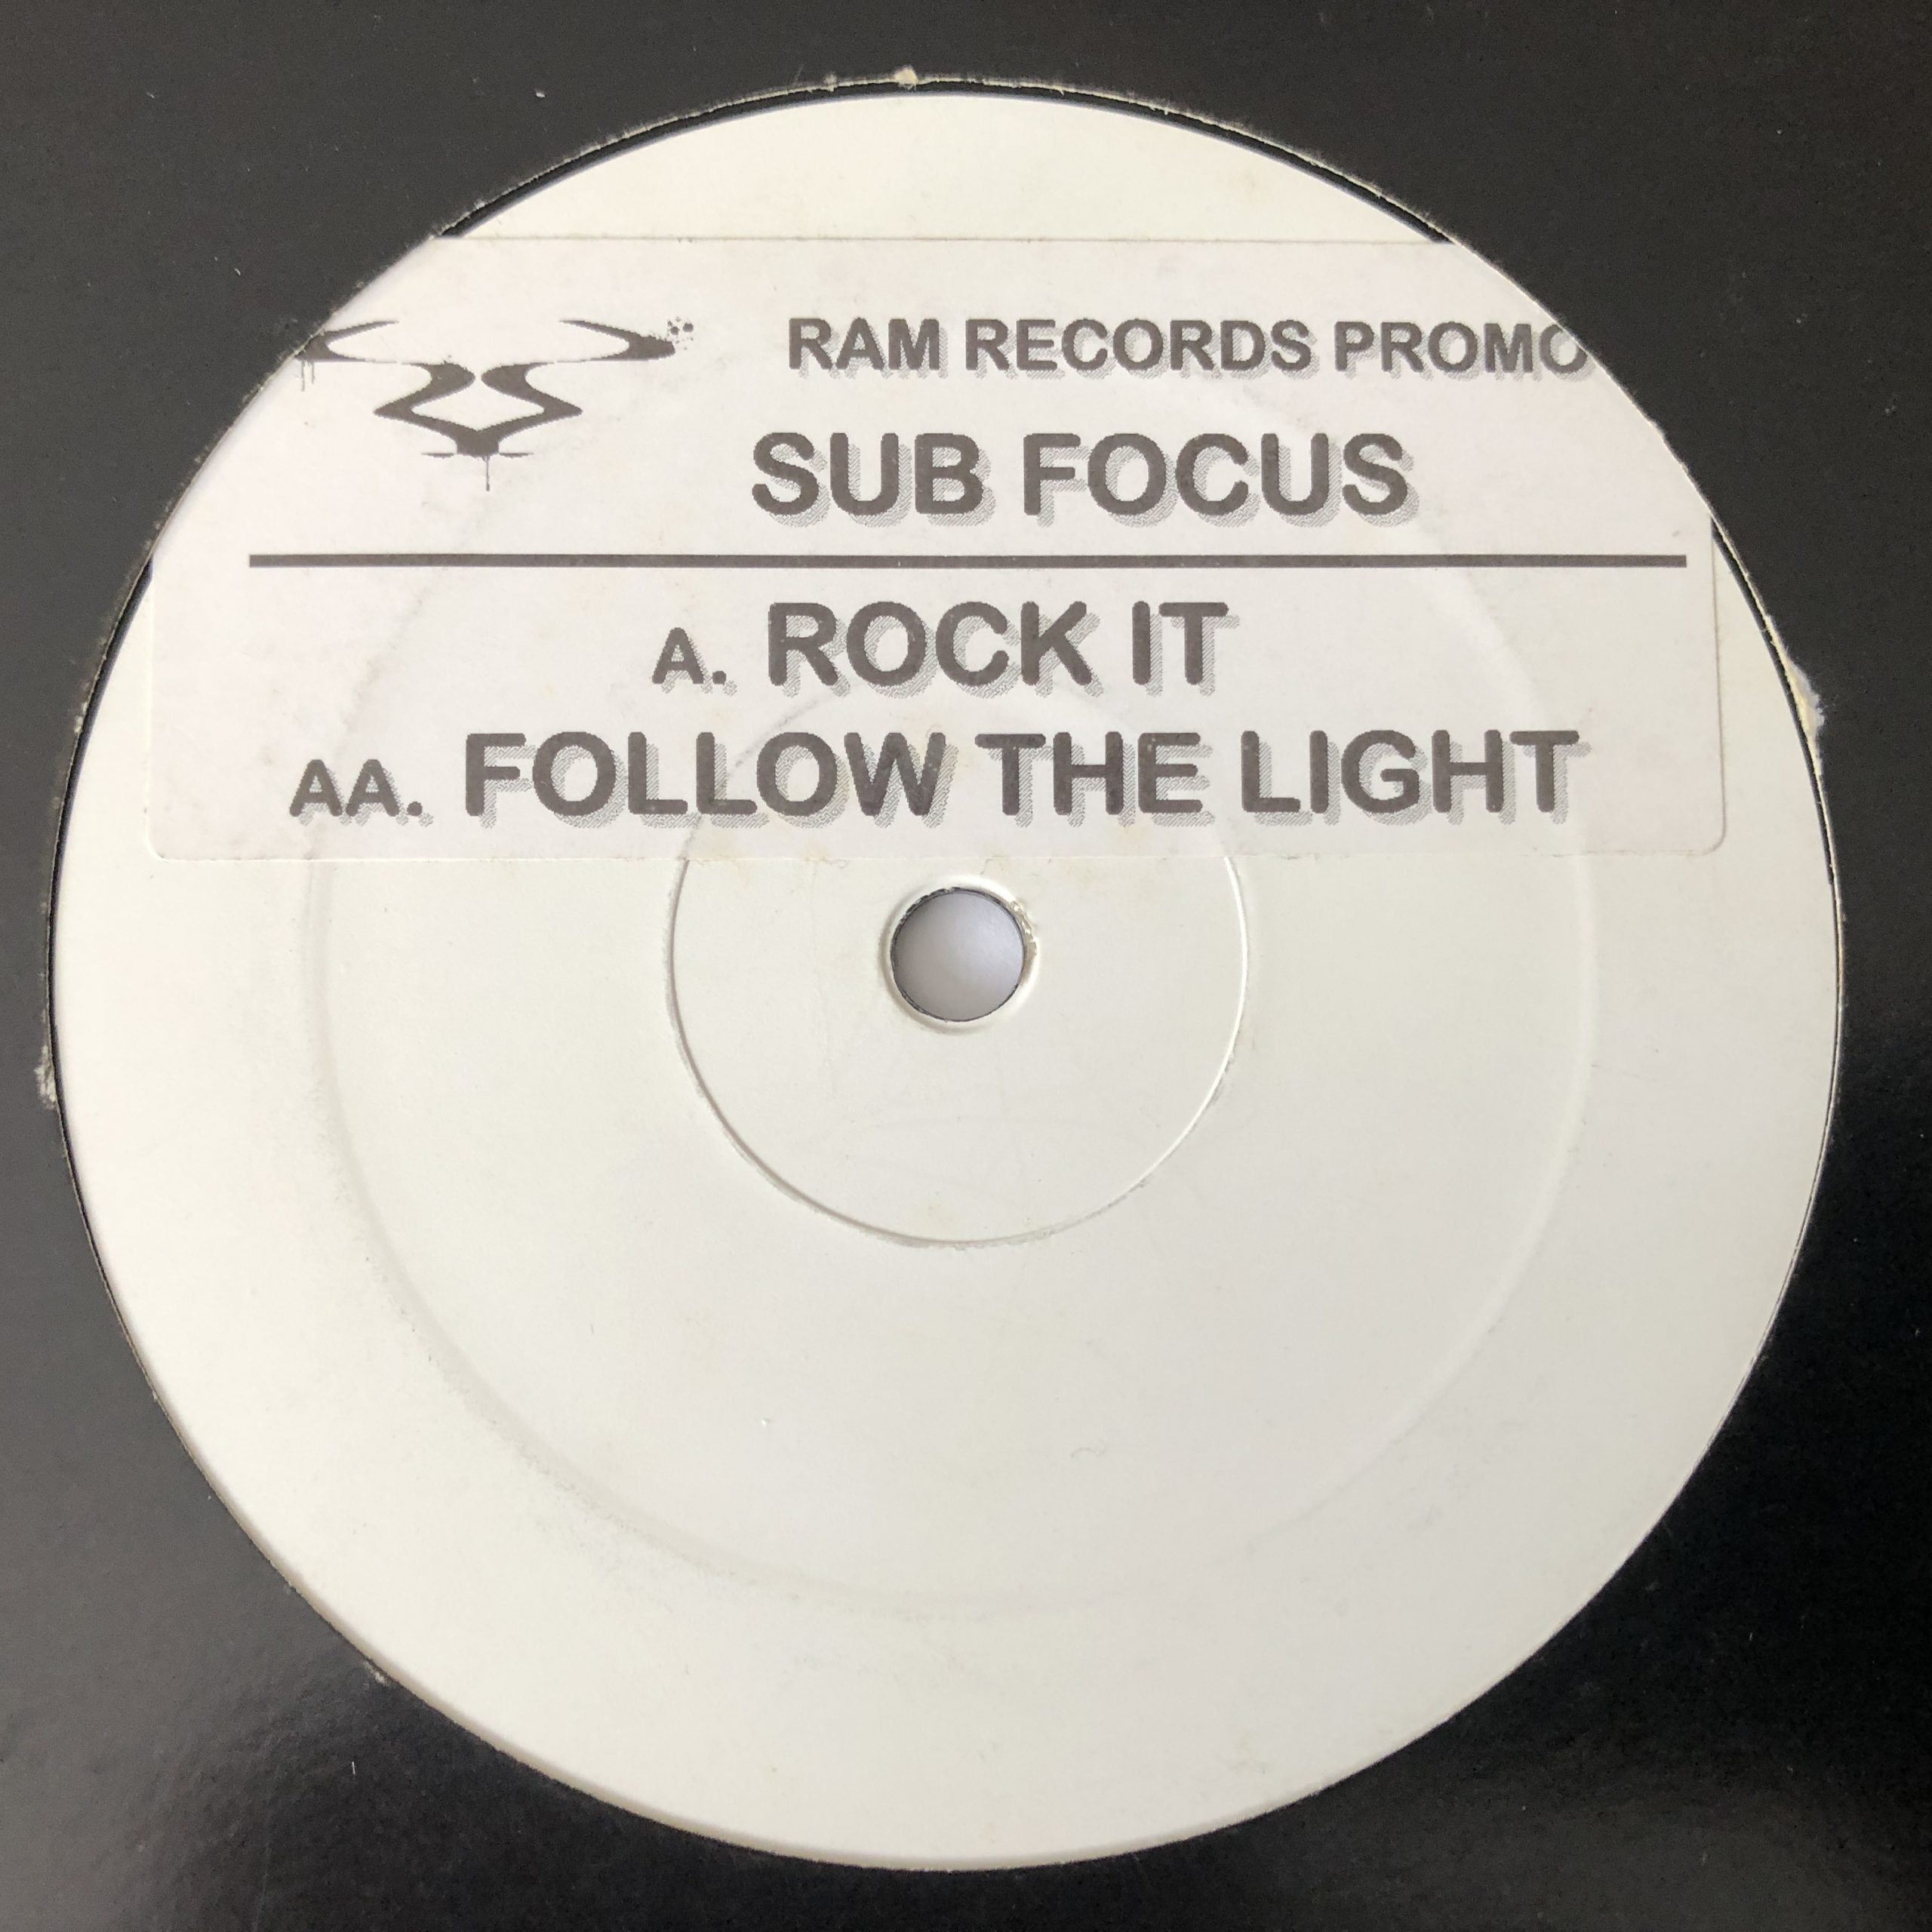 RAM RECORDS PROMO
SUB FOCUS
A. ROCK IT
AA. FOLLOW THE LIGHT